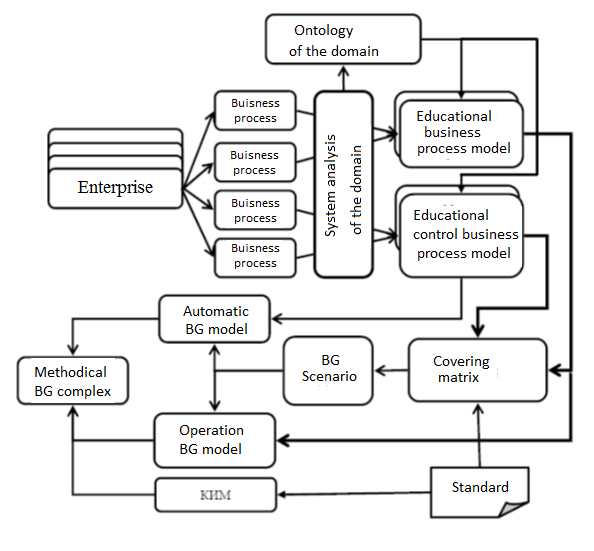 Ontology
of the domain
Buisness
process
Buisness
process
Buisness
process
Buisness
process
Enterprise
System analysis
of the domain
Educational
business
process model
Educational
control business
process model
Automatic
BG model
Methodical
BG complex
BG
Scenario
Covering
matrix
Operation
BG model
КИМ
Standard